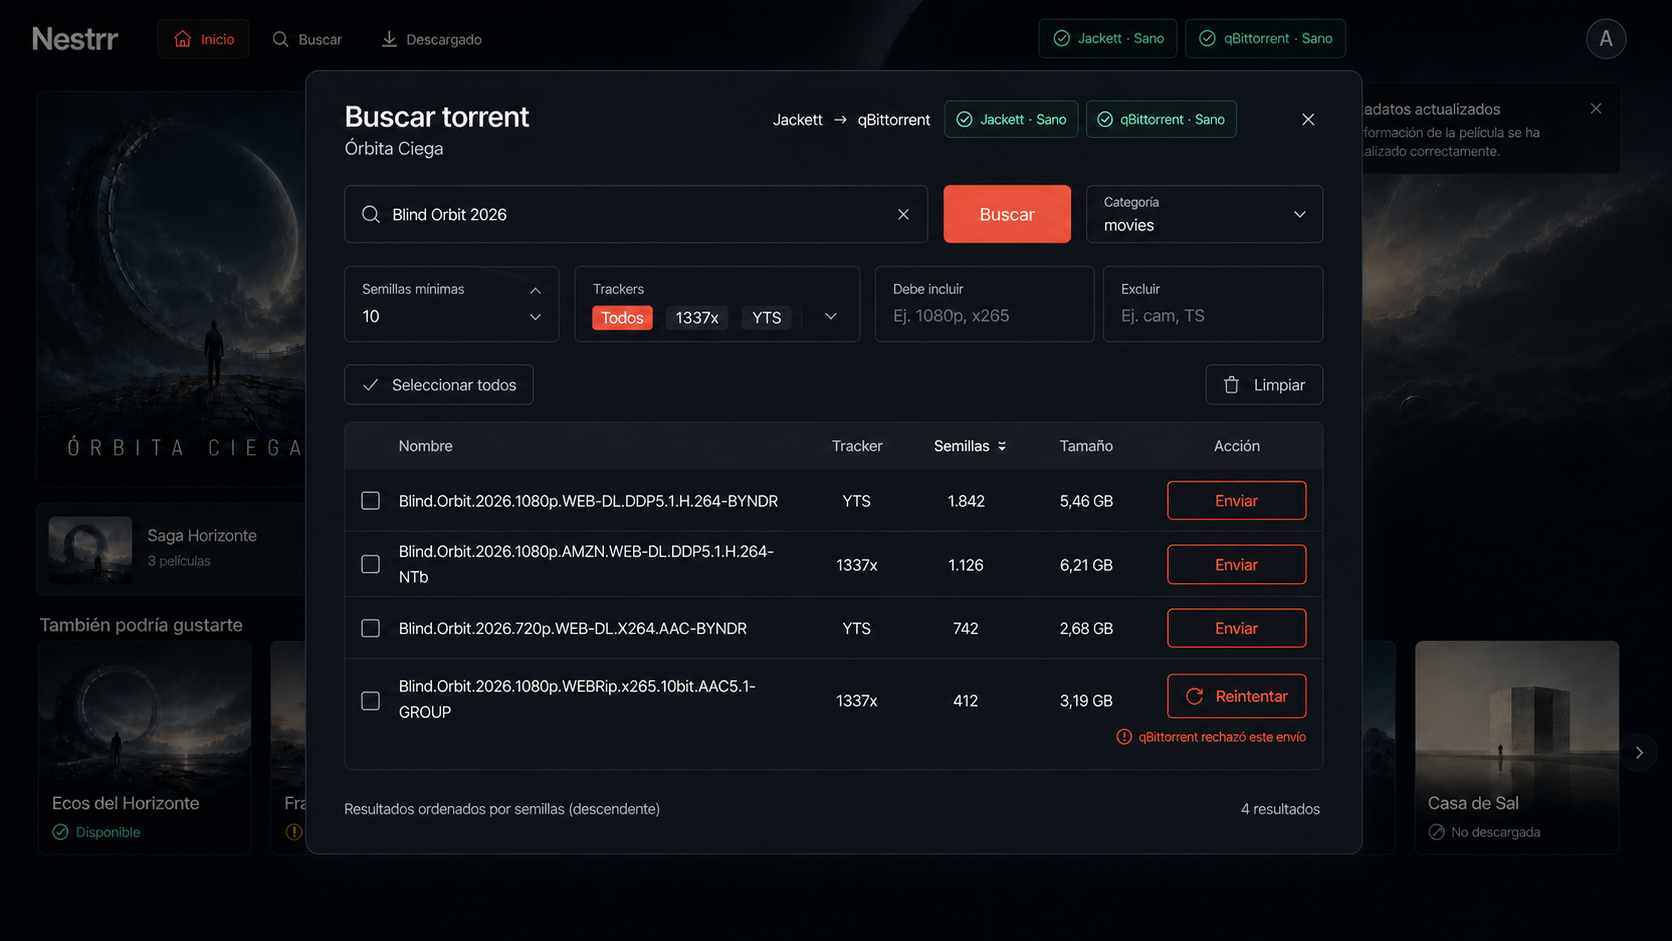 Nestrr
Inicio
Buscar
Descargado
Jackett · Sano
qBittorrent · Sano
A
Buscar torrent
Órbita Ciega
Jackett → qBittorrent
Jackett · Sano
qBittorrent · Sano
adatos actualizados
formación de la película se ha
alizado correctamente.
Blind Orbit 2026
Buscar
Categoría
movies
Semillas mínimas
10
Trackers
Todos 1337x YTS
Debe incluir
Ej. 1080p, x265
Excluir
Ej. cam, TS
Seleccionar todos
Limpiar
ÓRBITA CIEGA
Nombre Tracker Semillas Tamaño Acción
Blind.Orbit.2026.1080p.WEB-DL.DDP5.1.H.264-BYNDR YTS 1.842 5,46 GB Enviar
Blind.Orbit.2026.1080p.AMZN.WEB-DL.DDP5.1.H.264-
NTb
1337x 1.126 6,21 GB Enviar
Blind.Orbit.2026.720p.WEB-DL.X264.AAC-BYNDR YTS 742 2,68 GB Enviar
Blind.Orbit.2026.1080p.WEBRip.x265.10bit.AAC5.1-
GROUP
1337x 412 3,19 GB Reintentar
qBittorrent rechazó este envío
Resultados ordenados por semillas (descendente)
4 resultados
Saga Horizonte
3 películas
También podría gustarte
Ecos del Horizonte
Disponible
Fra
Casa de Sal
No descargada